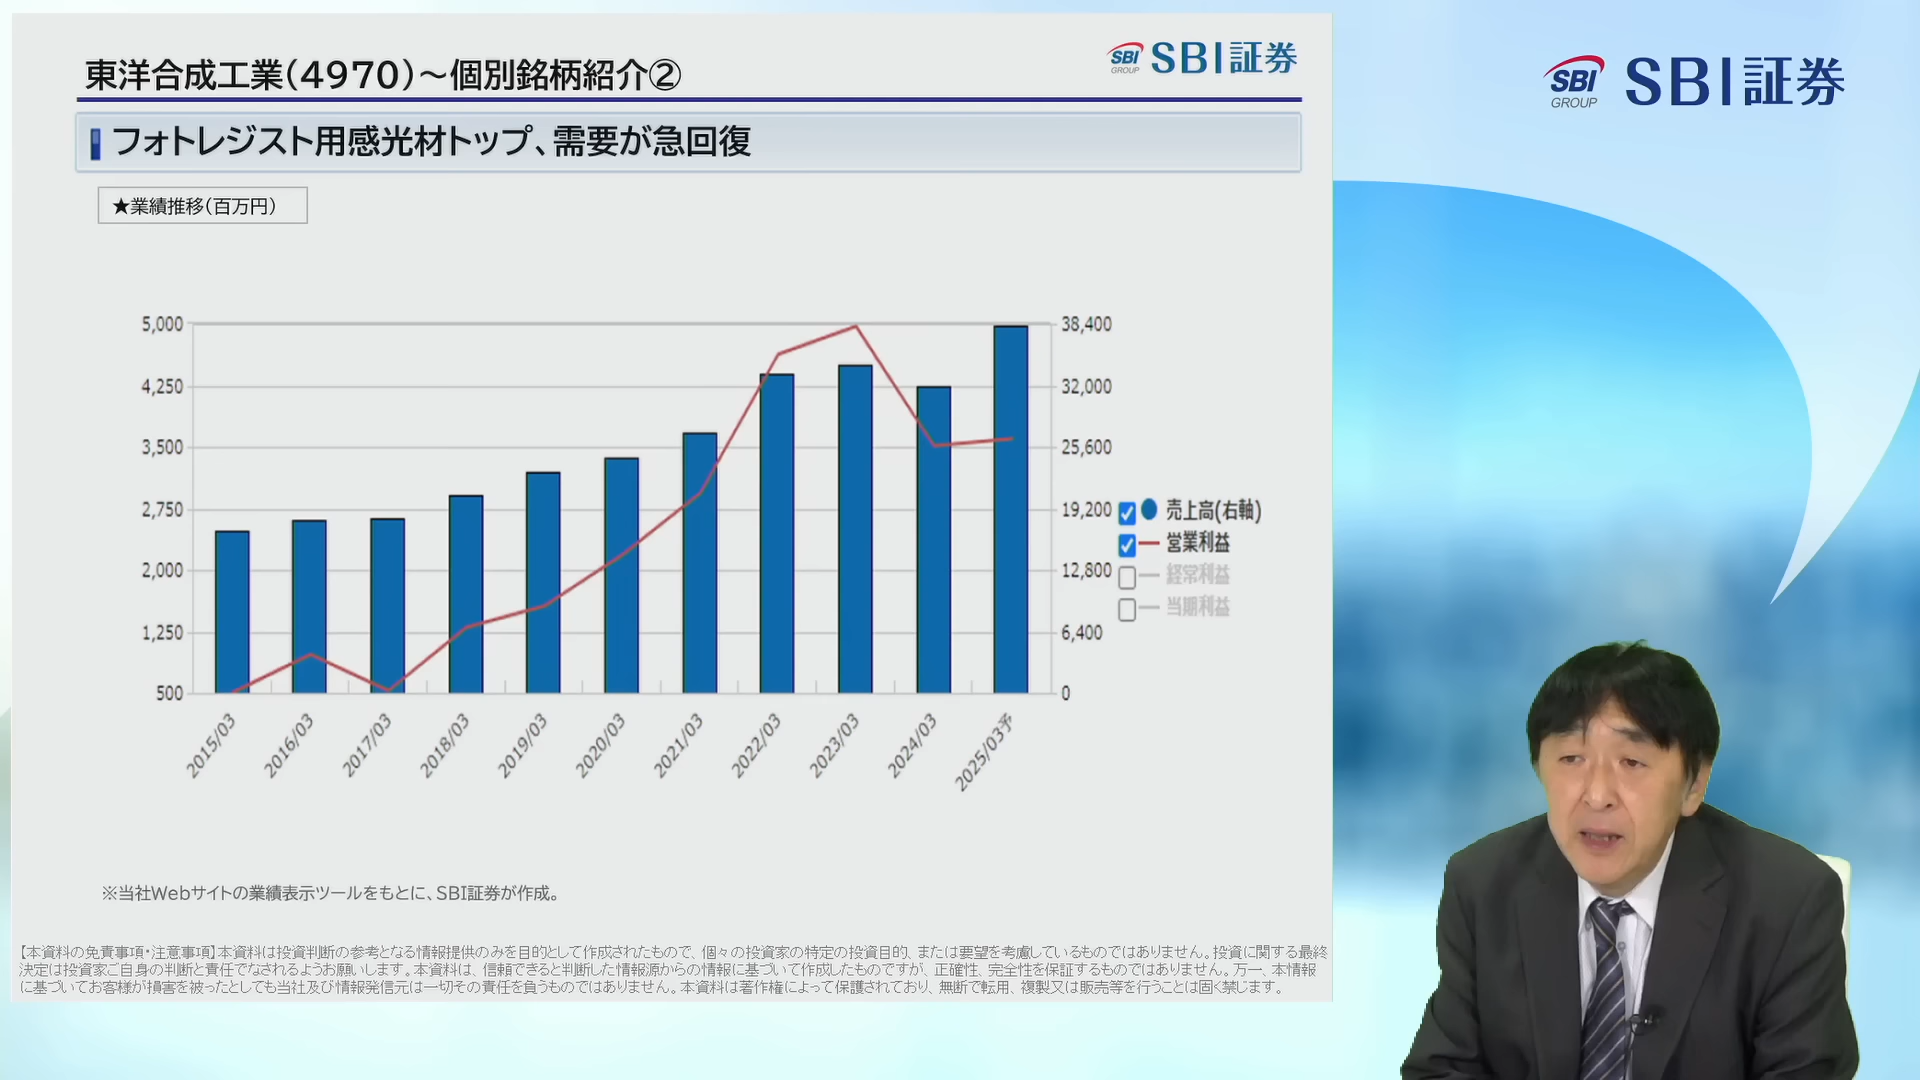 東洋合成工業(4970)～個別銘柄紹介②
SBI GROUP SBI証券
SBI GROUP SBI証券
フォトレジスト用感光材トップ、需要が急回復
★業績推移(百万円)
5,000
4,250
3,500
2,750
2,000
1,250
500
38,400
32,000
25,600
19,200
12,800
6,400
0
売上高(右軸)
営業利益
経常利益
当期利益
2015/03
2016/03
2017/03
2018/03
2019/03
2020/03
2021/03
2022/03
2023/03
2024/03
2025/03予
※当社Webサイトの業績表示ツールをもとに、SBI証券が作成。
【本資料の免責事項・注意事項】本資料は投資判断の参考となる情報提供のみを目的として作成されたもので、個々の投資家の特定の投資目的、または要望を考慮しているものではありません。投資に関する最終
決定は投資家ご自身の判断と責任でなされるようお願いします。本資料は、信頼できると判断した情報源からの情報に基づいて作成したものですが、正確性、完全性を保証するものではありません。万一、本情報
に基づいてお客様が損害を被ったとしても当社及び情報発信元は一切その責任を負うものではありません。本資料は著作権によって保護されており、無断で転用、複製又は販売等を行うことは固く禁じます。